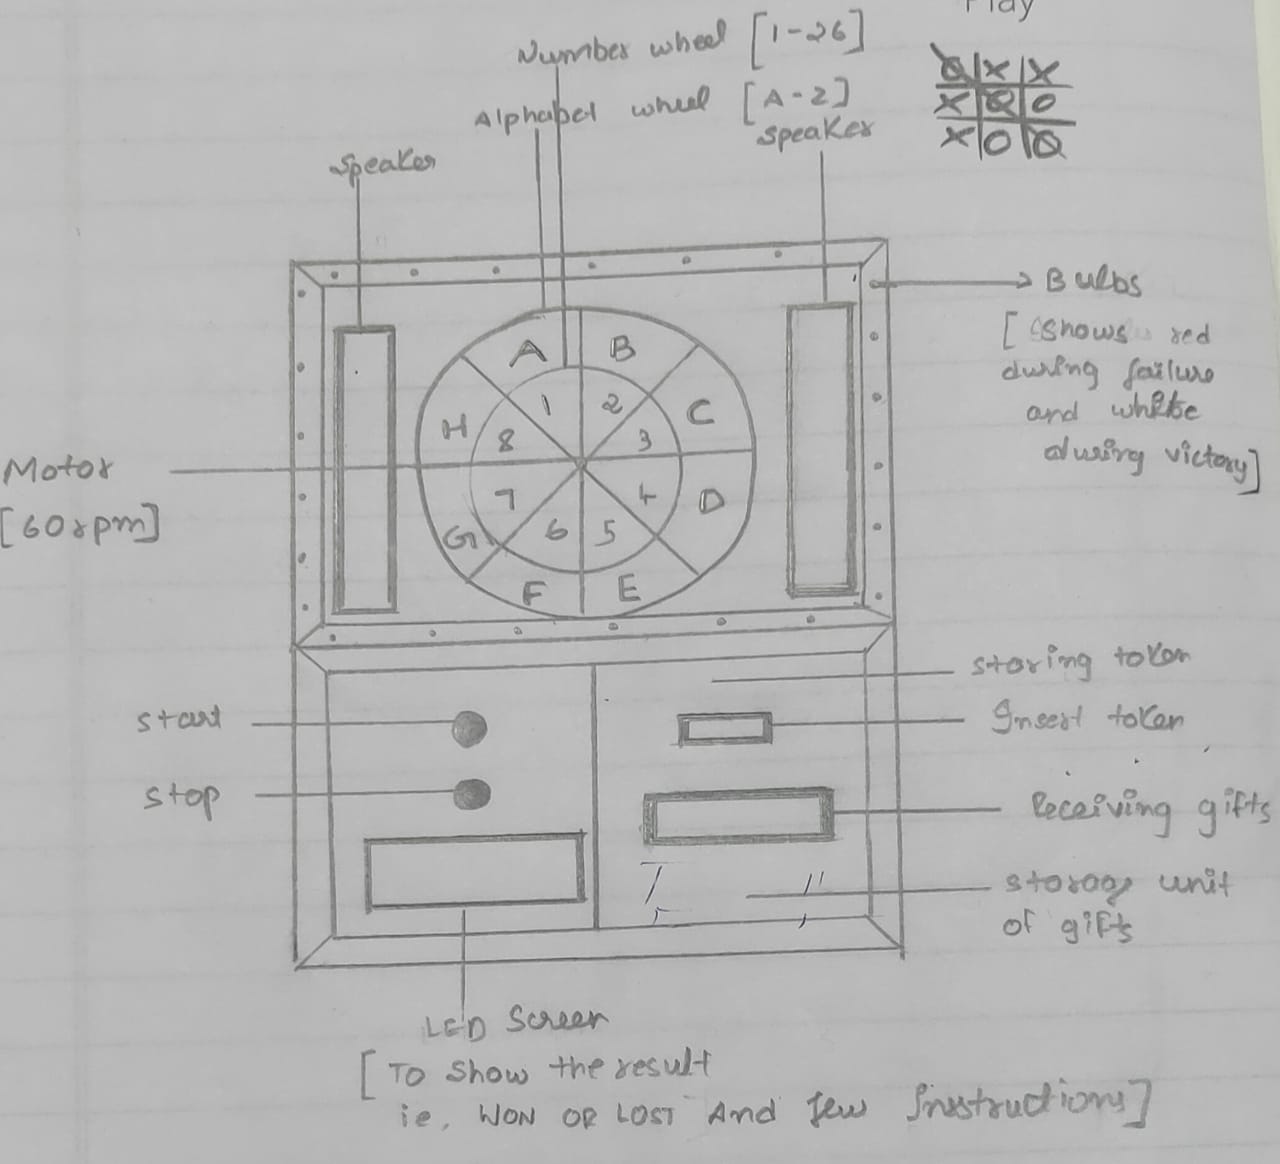 Play
Number wheel [1-26]
Alphabet wheel [A-Z]
Speaker
Speaker
O X X
X O O
X O O
Bulbs
[shows red
during failure
and white
during victory]
A B
H 1 2 C
8 3
Motor
[60rpm]
7 4 D
G 6 5
F E
storing token
start
Insert token
stop
Receiving gifts
storage unit
of gifts
LED Screen
[To show the result
ie, WON OR LOST And few Instructions]